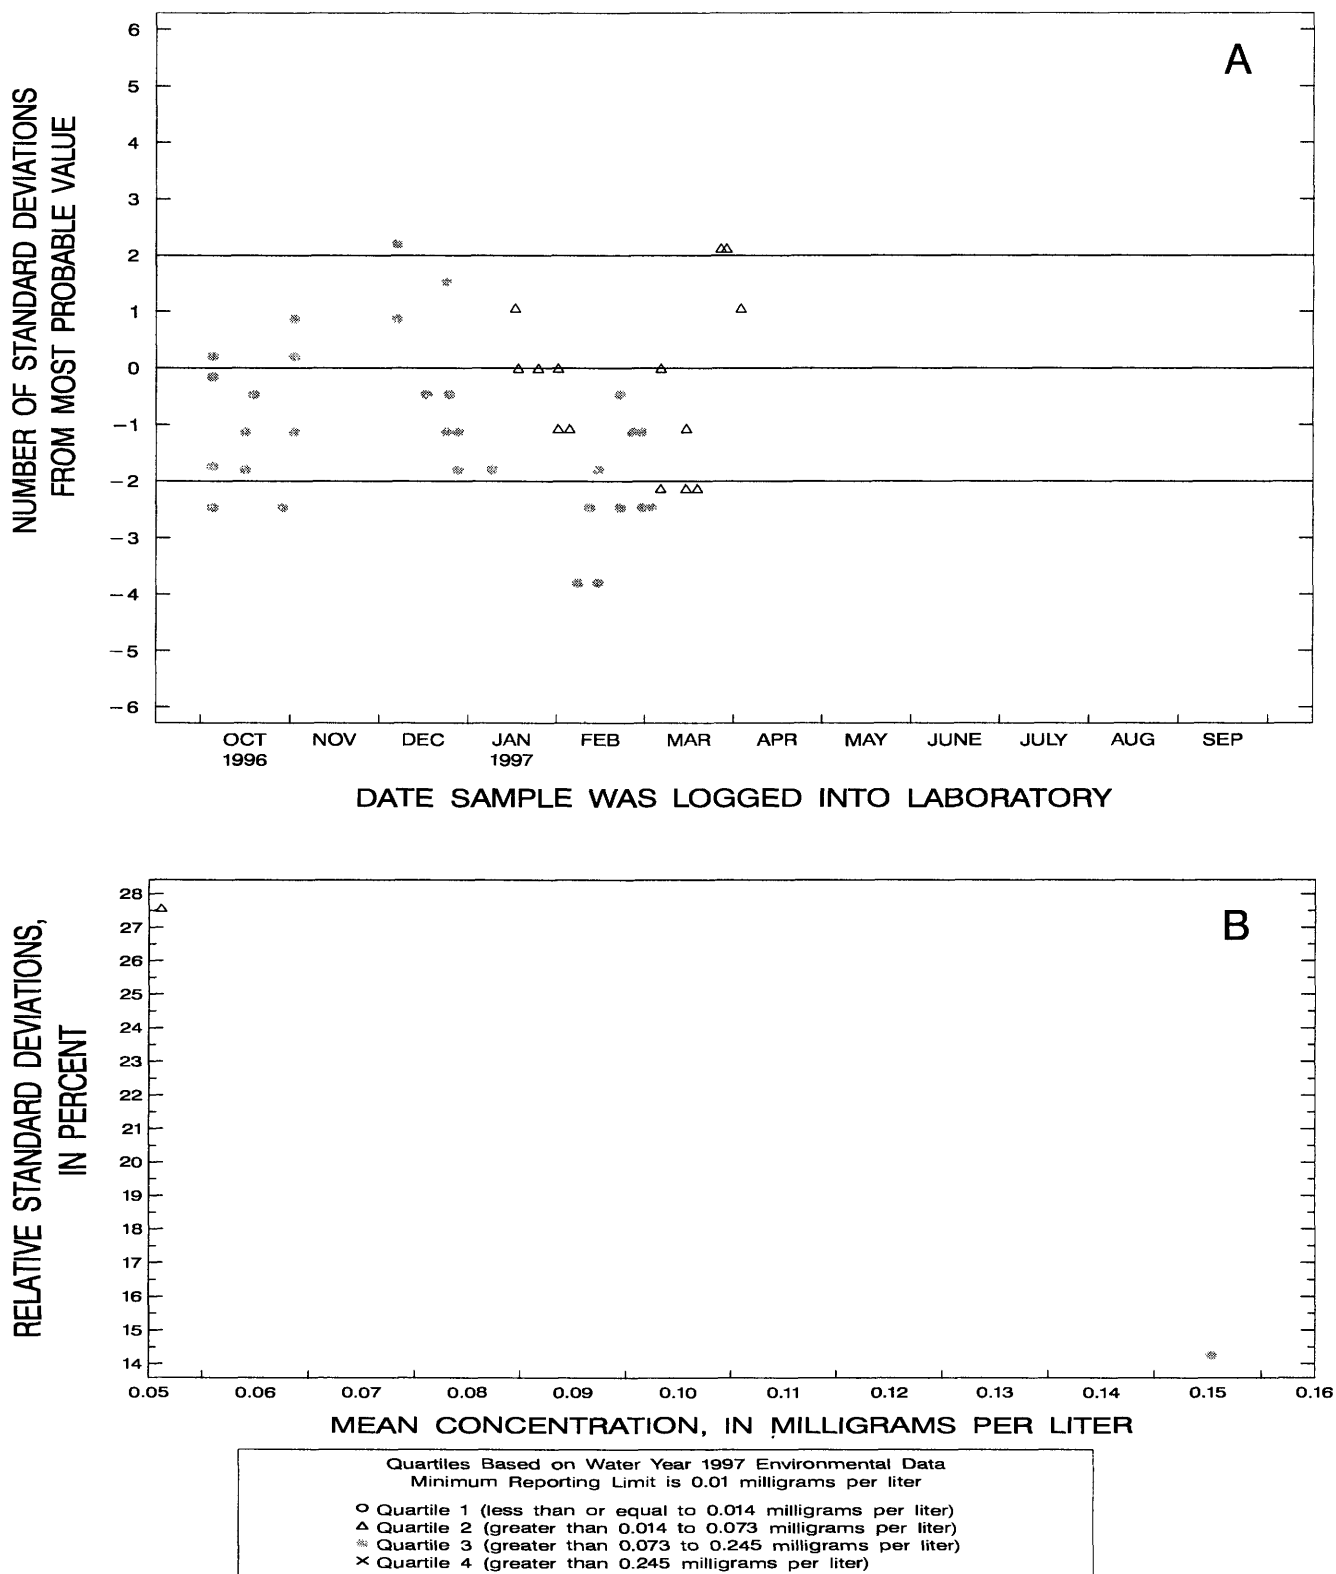 A
NUMBER OF STANDARD DEVIATIONS
FROM MOST PROBABLE VALUE
6
5
4
3
2
1
0
−1
−2
−3
−4
−5
−6
OCT NOV DEC JAN FEB MAR APR MAY JUNE JULY AUG SEP
1996 1997
DATE SAMPLE WAS LOGGED INTO LABORATORY
B
RELATIVE STANDARD DEVIATIONS,
IN PERCENT
28
27
26
25
24
23
22
21
20
19
18
17
16
15
14
0.05 0.06 0.07 0.08 0.09 0.10 0.11 0.12 0.13 0.14 0.15 0.16
MEAN CONCENTRATION, IN MILLIGRAMS PER LITER
Quartiles Based on Water Year 1997 Environmental Data
Minimum Reporting Limit is 0.01 milligrams per liter
Quartile 1 (less than or equal to 0.014 milligrams per liter)
Quartile 2 (greater than 0.014 to 0.073 milligrams per liter)
Quartile 3 (greater than 0.073 to 0.245 milligrams per liter)
Quartile 4 (greater than 0.245 milligrams per liter)